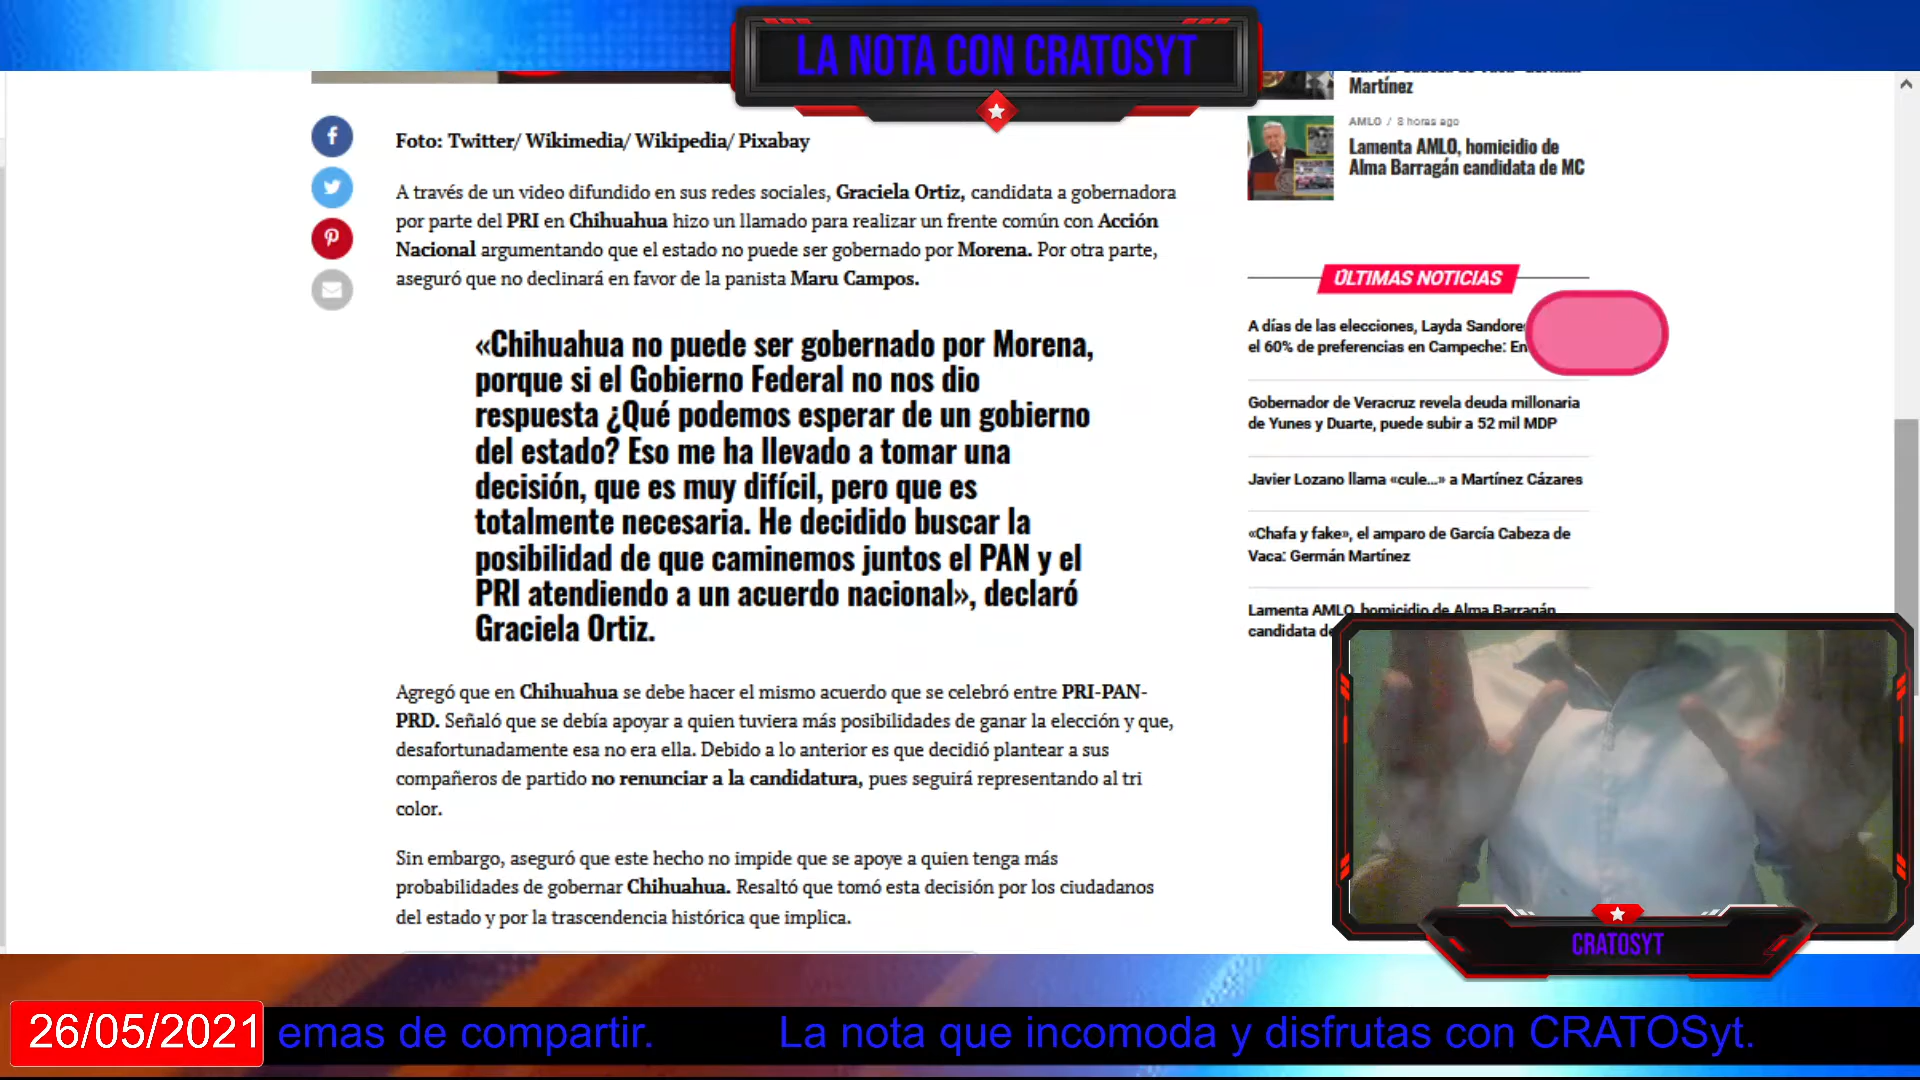 LA NOTA CON CRATOSYT
Foto: Twitter/ Wikimedia/ Wikipedia/ Pixabay
A través de un video difundido en sus redes sociales, Graciela Ortiz, candidata a gobernadora
por parte del PRI en Chihuahua hizo un llamado para realizar un frente común con Acción
Nacional argumentando que el estado no puede ser gobernado por Morena. Por otra parte,
aseguró que no declinará en favor de la panista Maru Campos.
«Chihuahua no puede ser gobernado por Morena,
porque si el Gobierno Federal no nos dio
respuesta ¿Qué podemos esperar de un gobierno
del estado? Eso me ha llevado a tomar una
decisión, que es muy difícil, pero que es
totalmente necesaria. He decidido buscar la
posibilidad de que caminemos juntos el PAN y el
PRI atendiendo a un acuerdo nacional», declaró
Graciela Ortiz.
Agregó que en Chihuahua se debe hacer el mismo acuerdo que se celebró entre PRI-PAN-
PRD. Señaló que se debía apoyar a quien tuviera más posibilidades de ganar la elección y que,
desafortunadamente esa no era ella. Debido a lo anterior es que decidió plantear a sus
compañeros de partido no renunciar a la candidatura, pues seguirá representando al tri
color.
Sin embargo, aseguró que este hecho no impide que se apoye a quien tenga más
probabilidades de gobernar Chihuahua. Resaltó que tomó esta decisión por los ciudadanos
del estado y por la trascendencia histórica que implica.
Martínez
AMLO / 8 horas ago
Lamenta AMLO, homicidio de
Alma Barragán candidata de MC
ÚLTIMAS NOTICIAS
A días de las elecciones, Layda Sandores
el 60% de preferencias en Campeche: En
Gobernador de Veracruz revela deuda millonaria
de Yunes y Duarte, puede subir a 52 mil MDP
Javier Lozano llama «cule...» a Martínez Cázares
«Chafa y fake», el amparo de García Cabeza de
Vaca: Germán Martínez
Lamenta AMLO, homicidio de Alma Barragán
candidata de
CRATOSYT
26/05/2021 emas de compartir. La nota que incomoda y disfrutas con CRATOSyt.